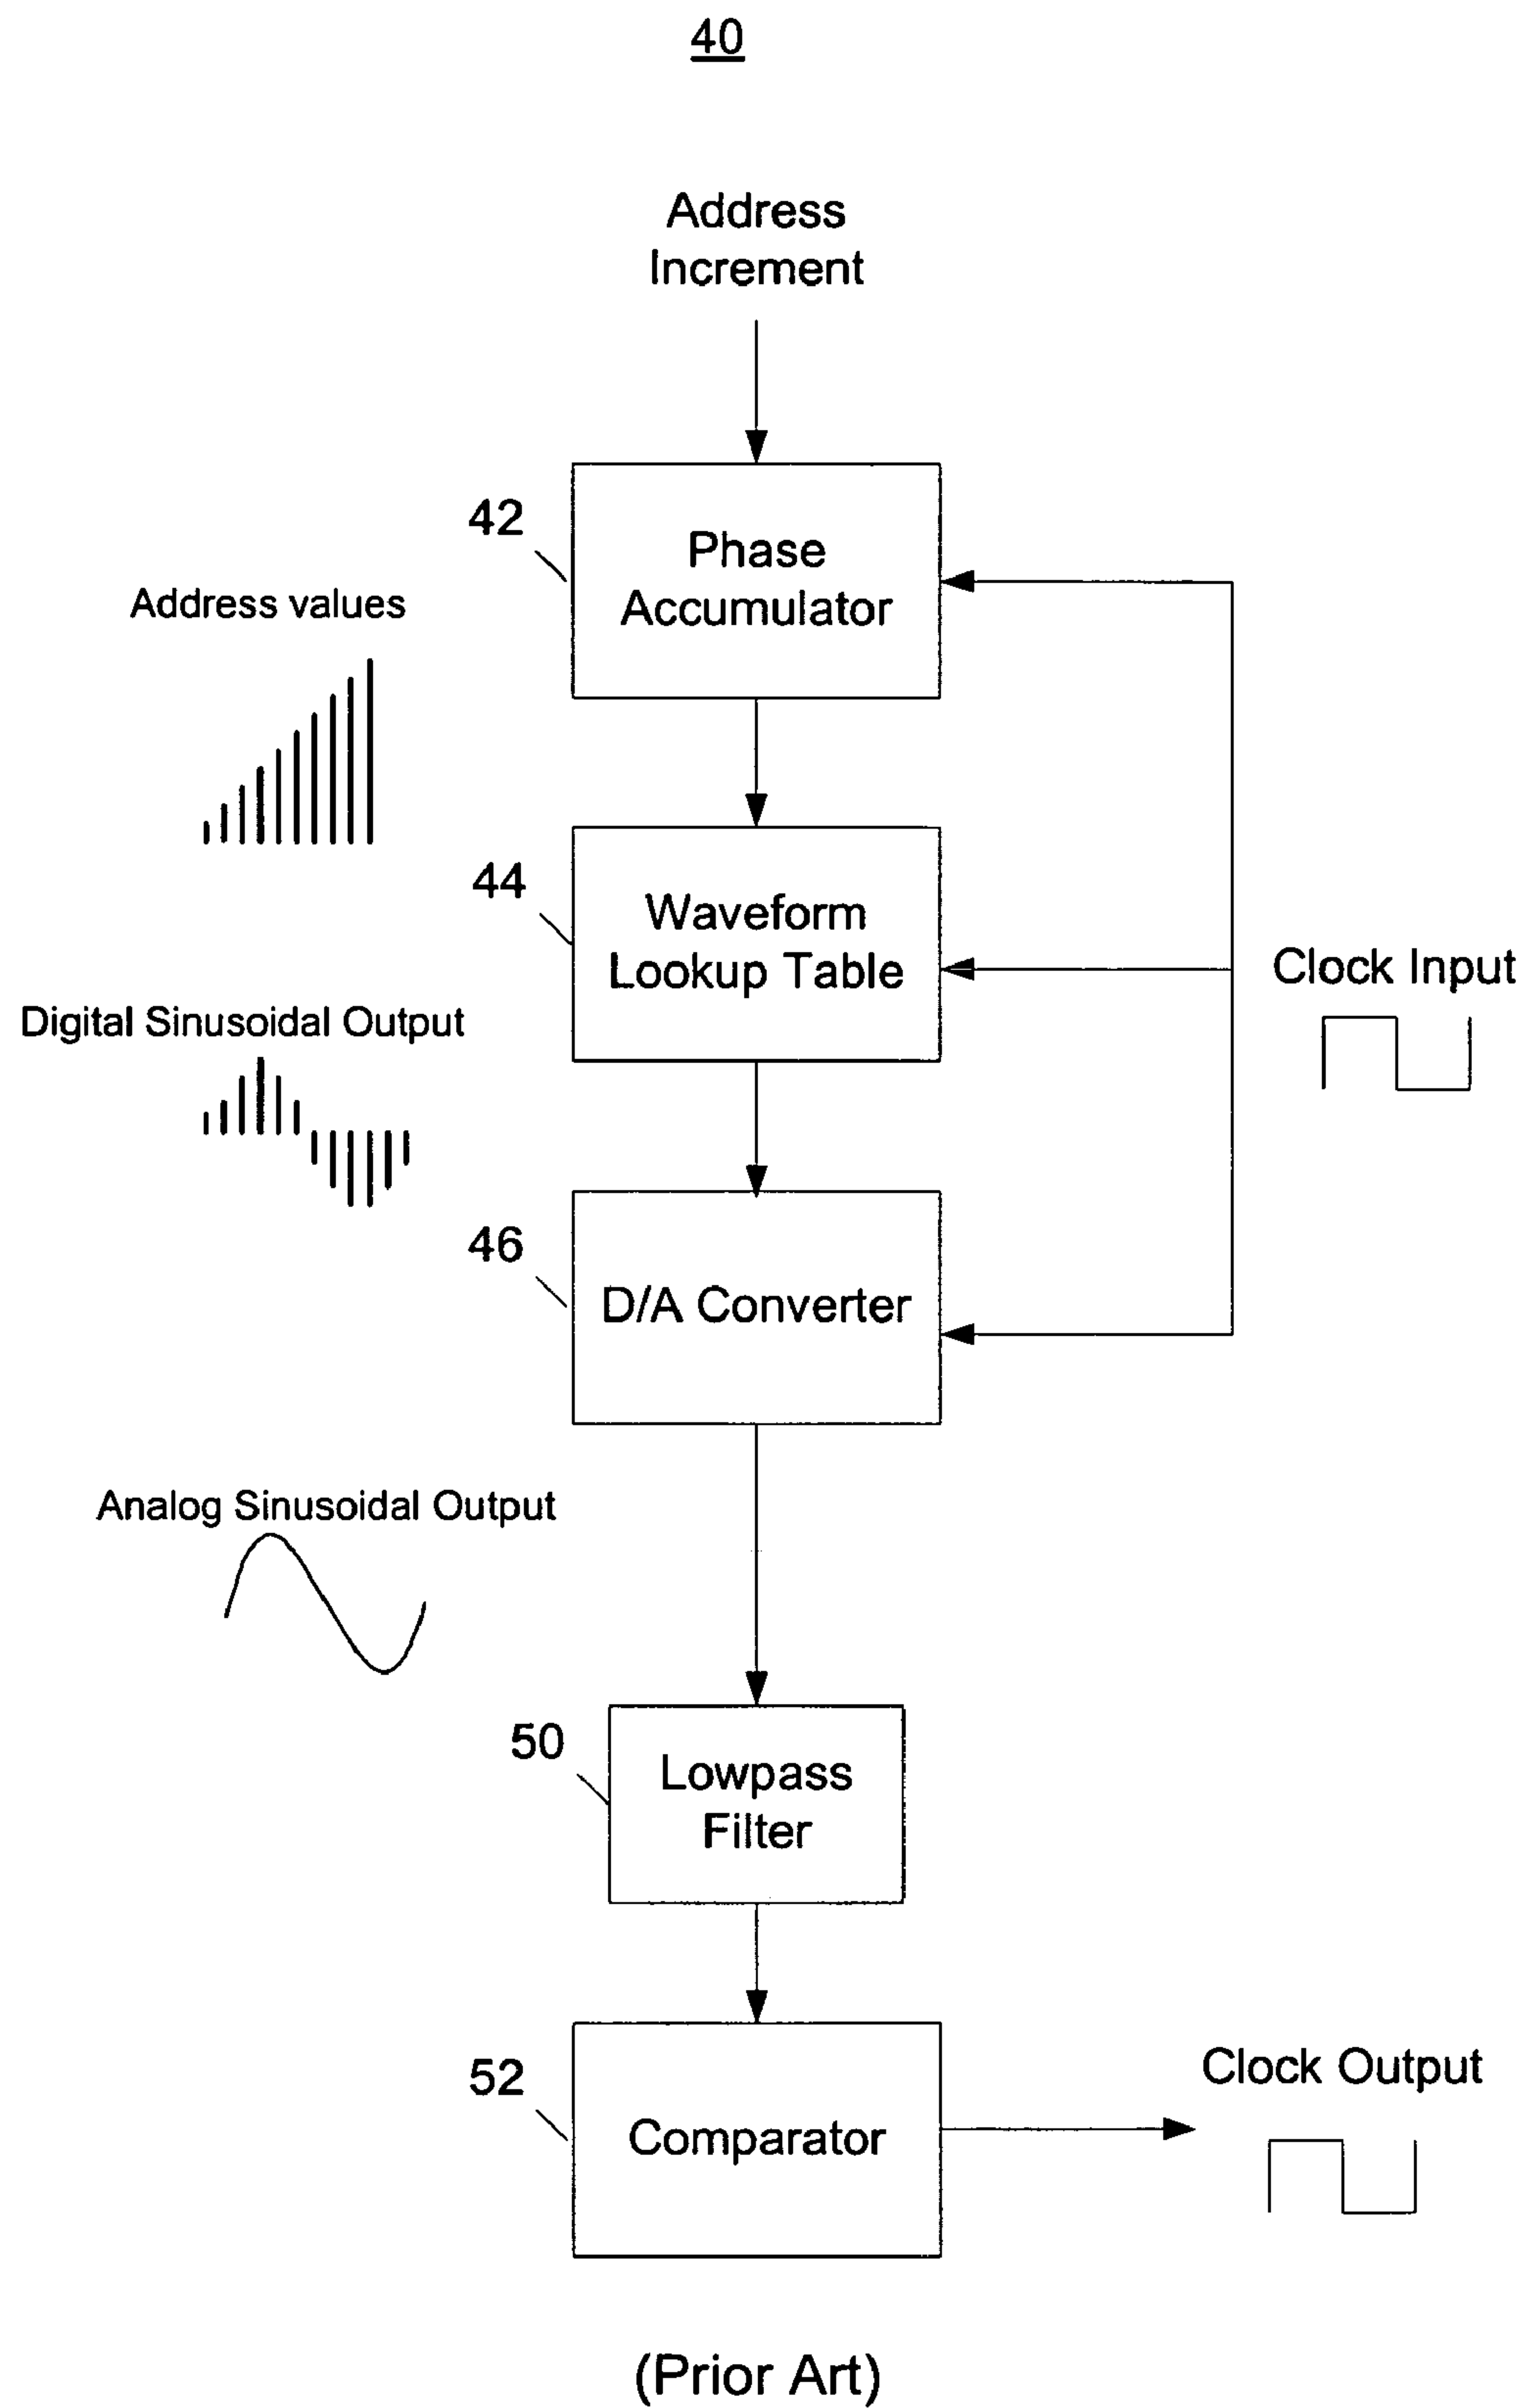 40
Address
Increment
42
Phase
Accumulator
Address values
44
Waveform
Lookup Table
Clock Input
Digital Sinusoidal Output
46
D/A Converter
Analog Sinusoidal Output
50
Lowpass
Filter
52
Comparator
Clock Output
(Prior Art)